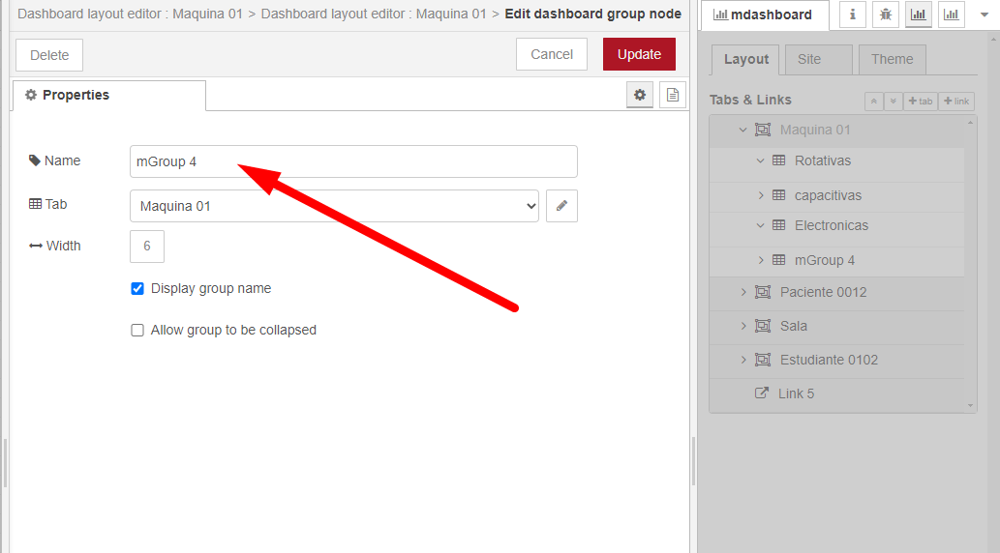 Dashboard layout editor : Maquina 01 > Dashboard layout editor : Maquina 01 > Edit dashboard group node
Delete
Cancel
Update
Properties
Name
mGroup 4
Tab
Maquina 01
Width
6
Display group name
Allow group to be collapsed
mdashboard
i
Layout
Site
Theme
Tabs & Links
+ tab
+ link
Maquina 01
Rotativas
capacitivas
Electronicas
mGroup 4
Paciente 0012
Sala
Estudiante 0102
Link 5